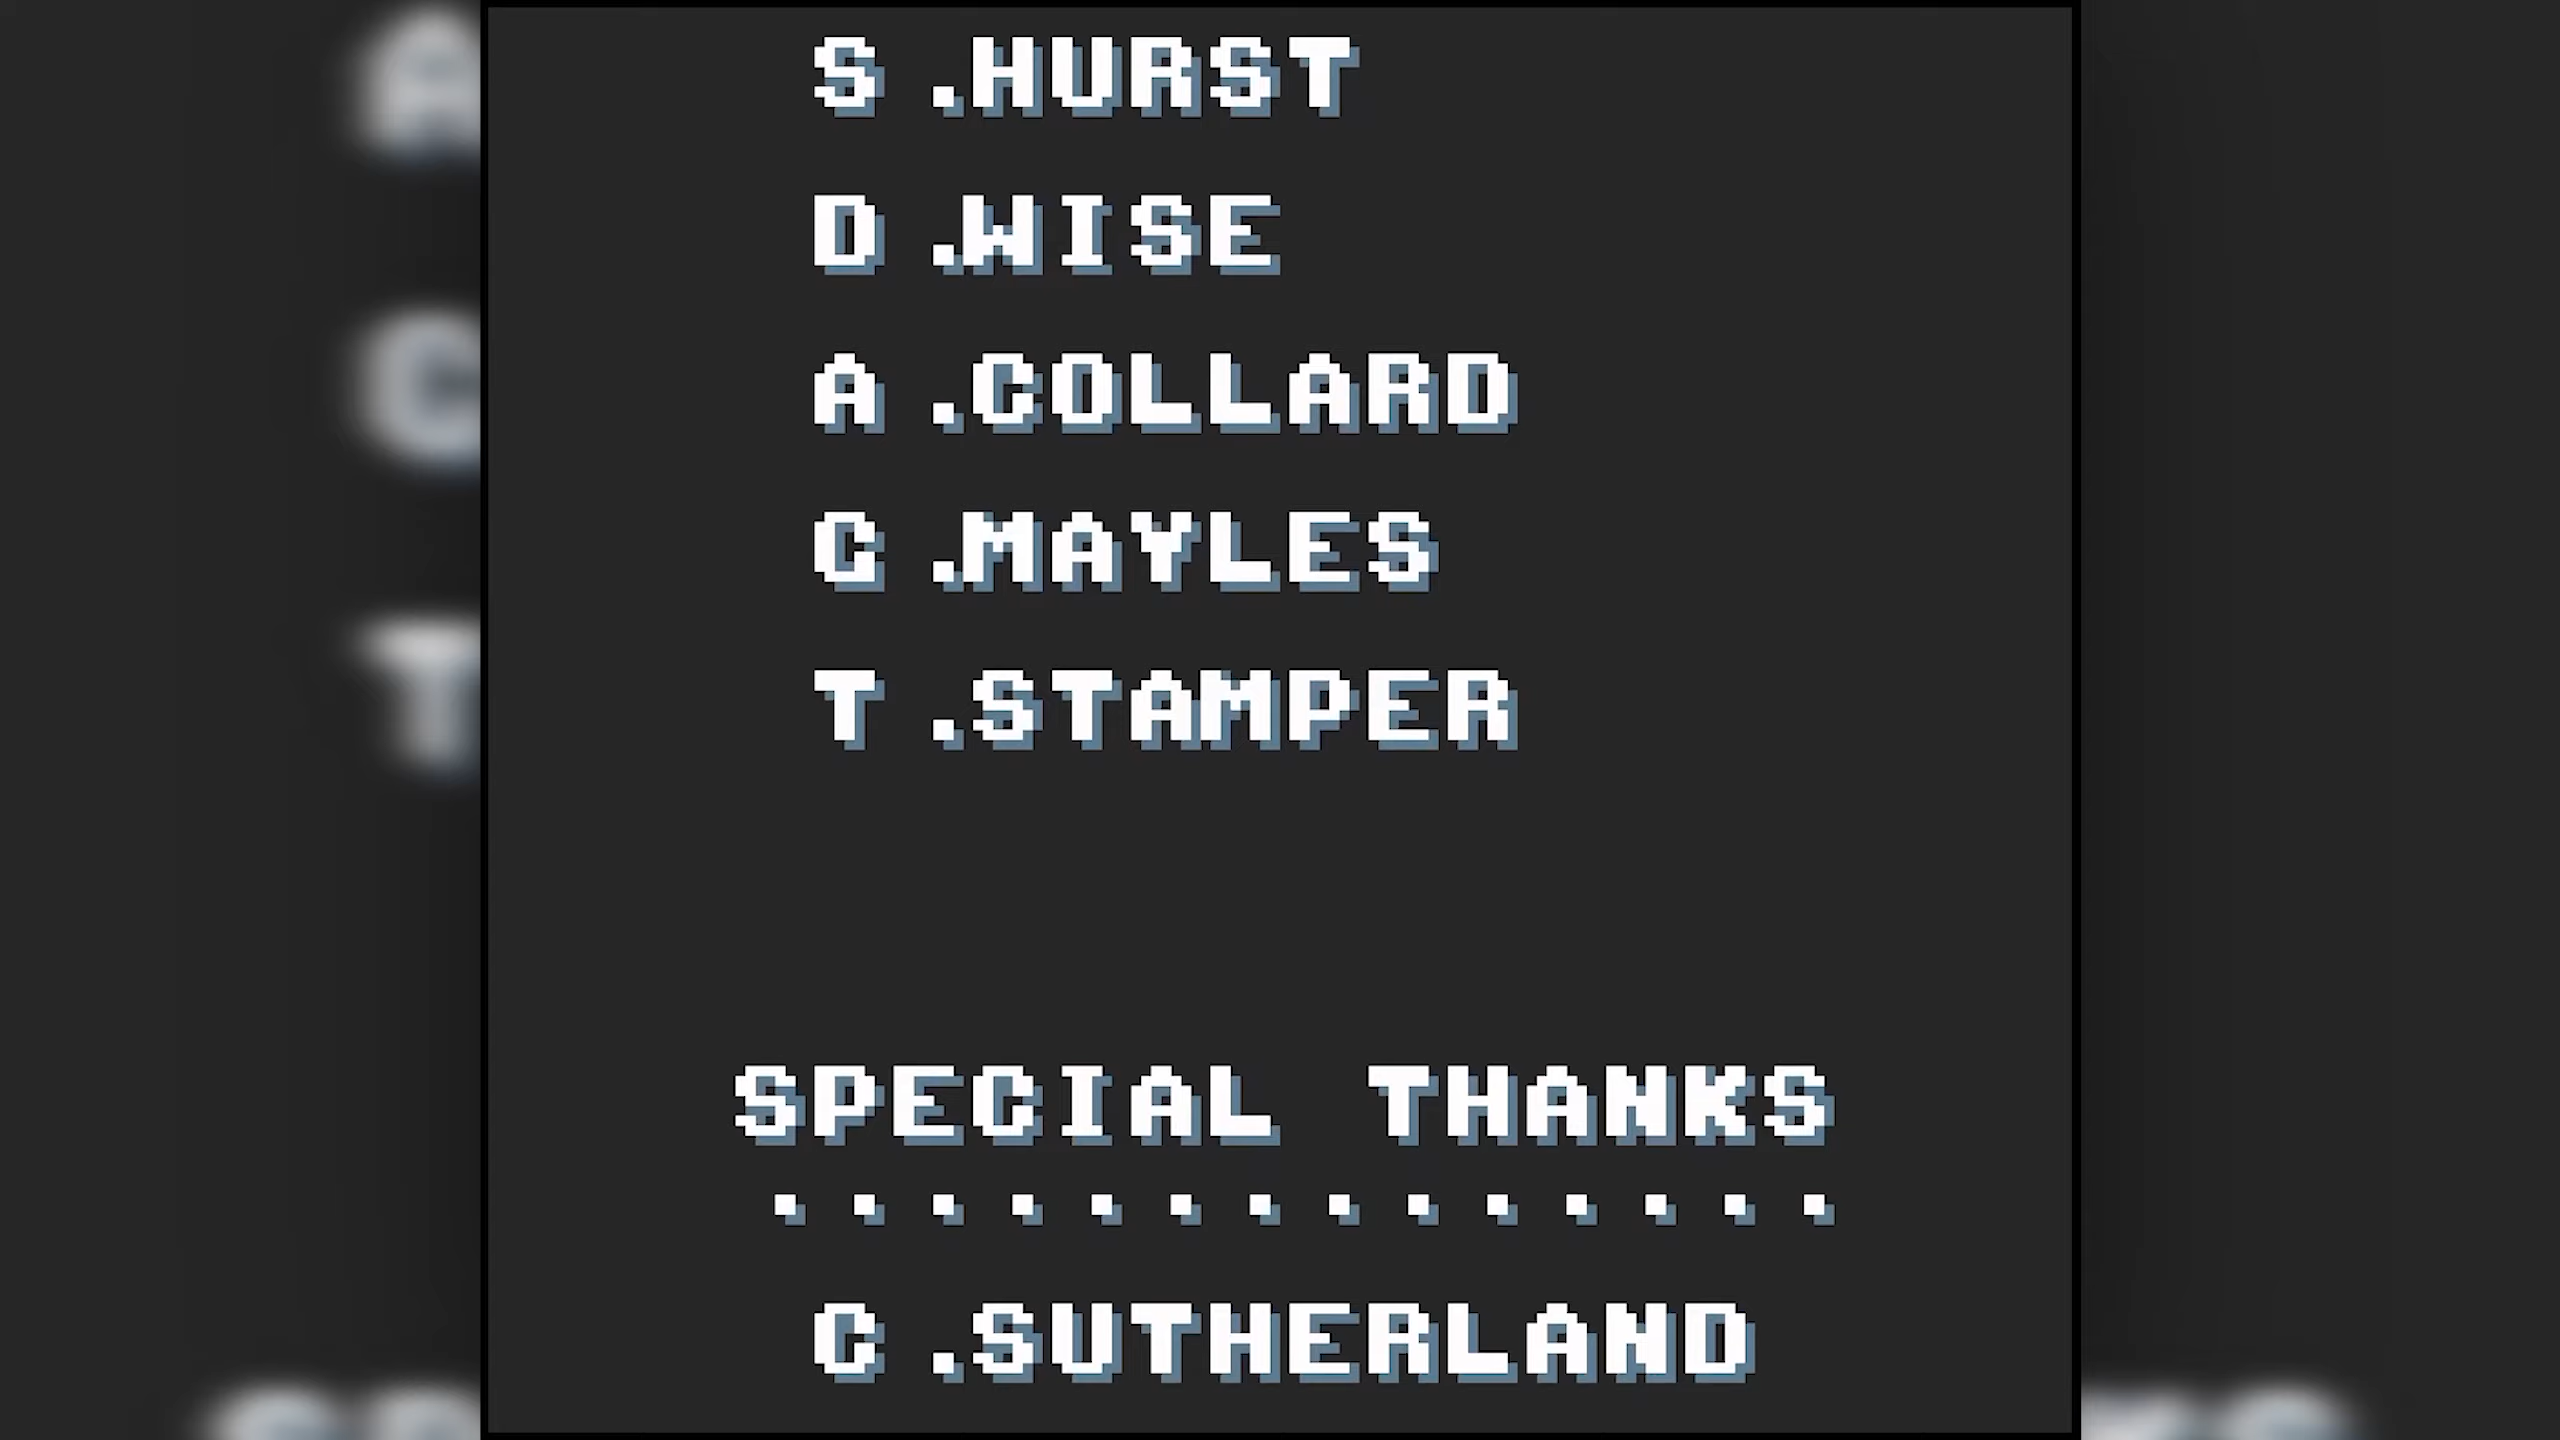 S .HURST
D .WISE
A .COLLARD
G .MAYLES
T .STAMPER
SPECIAL THANKS
..............
C .SUTHERLAND